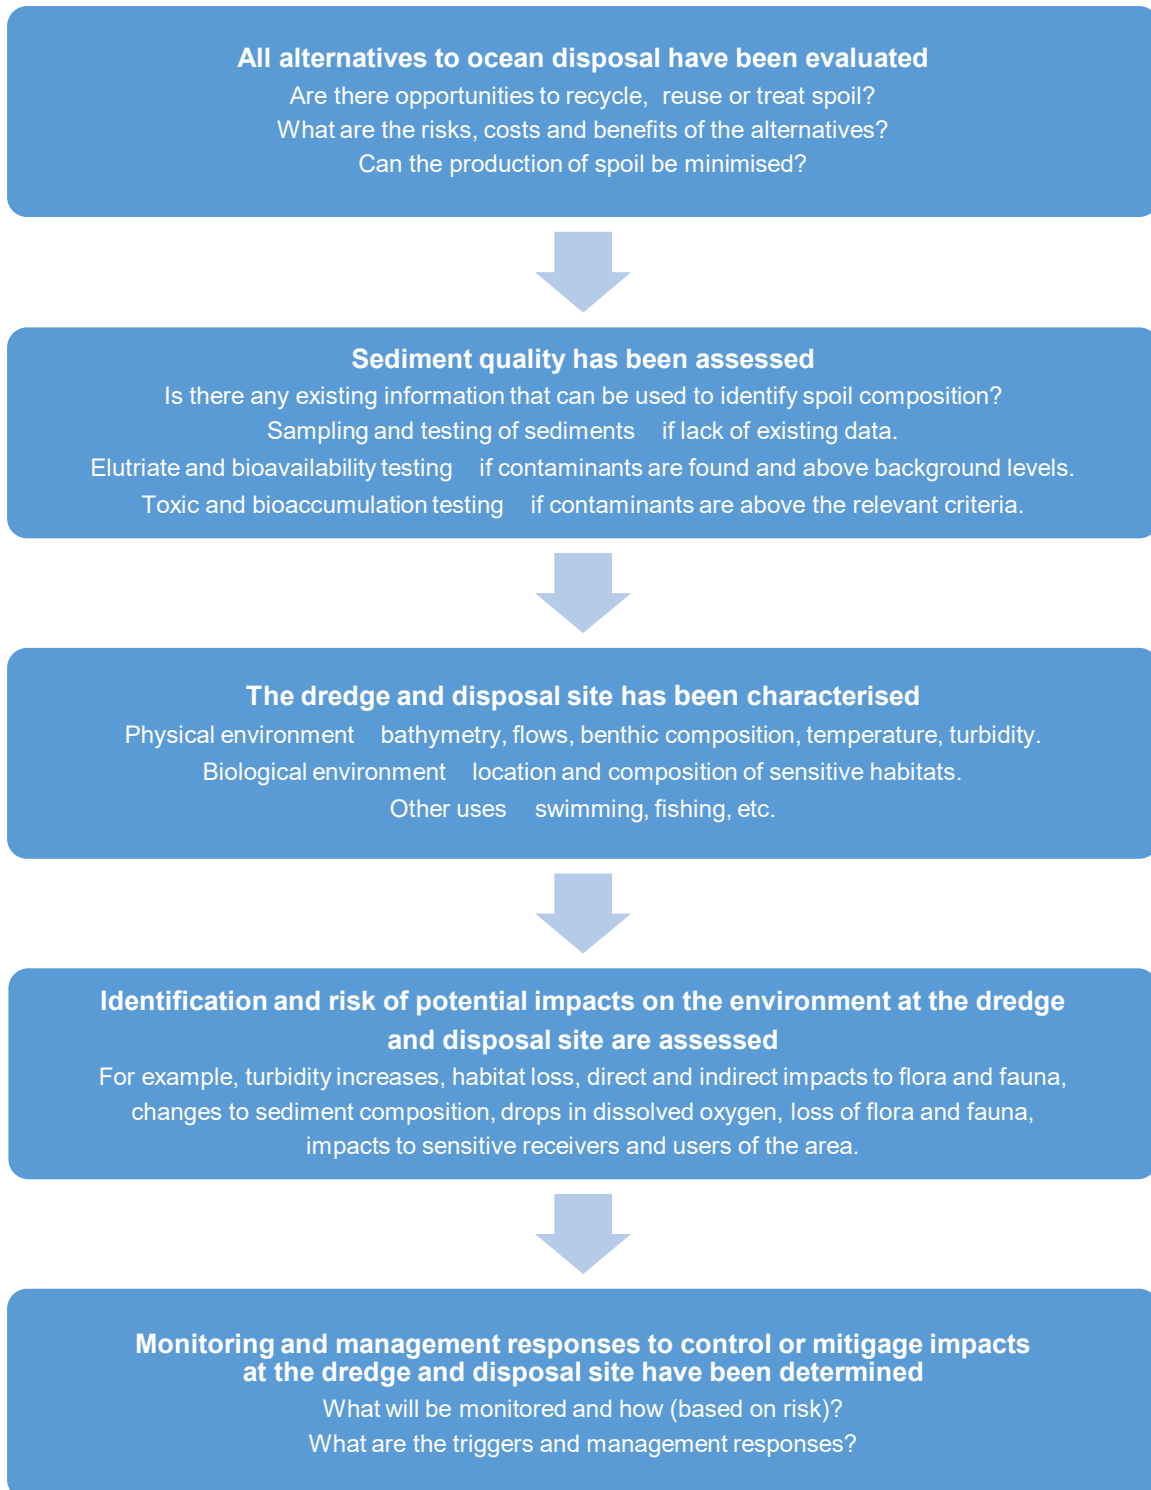 All alternatives to ocean disposal have been evaluated
Are there opportunities to recycle, reuse or treat spoil?
What are the risks, costs and benefits of the alternatives?
Can the production of spoil be minimised?
Sediment quality has been assessed
Is there any existing information that can be used to identify spoil composition?
Sampling and testing of sediments if lack of existing data.
Elutriate and bioavailability testing if contaminants are found and above background levels.
Toxic and bioaccumulation testing if contaminants are above the relevant criteria.
The dredge and disposal site has been characterised
Physical environment bathymetry, flows, benthic composition, temperature, turbidity.
Biological environment location and composition of sensitive habitats.
Other uses swimming, fishing, etc.
Identification and risk of potential impacts on the environment at the dredge
and disposal site are assessed
For example, turbidity increases, habitat loss, direct and indirect impacts to flora and fauna,
changes to sediment composition, drops in dissolved oxygen, loss of flora and fauna,
impacts to sensitive receivers and users of the area.
Monitoring and management responses to control or mitigage impacts
at the dredge and disposal site have been determined
What will be monitored and how (based on risk)?
What are the triggers and management responses?